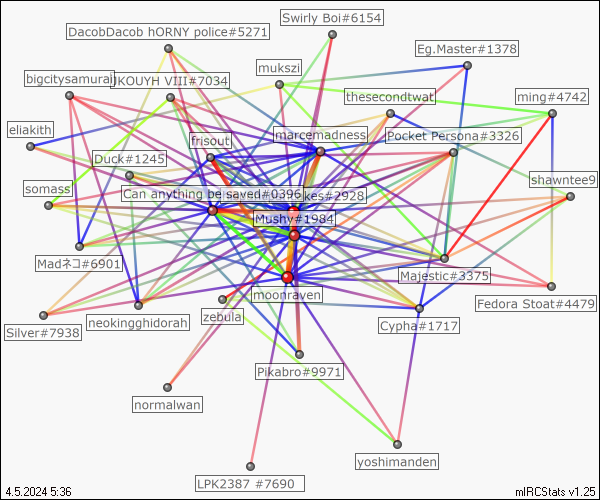 Swirly Boi#6154
DacobDacob hORNY police#5271
Eg.Master#1378
mukszi
bigcitysamurai
JKOUYH VIII#7034
thesecondtwat
ming#4742
eliakith
frisout
marcemadness
Pocket Persona#3326
Duck#1245
shawntee9
somass
Can anything be sayed#0396
kes#2928
Mushy#1984
Madネコ#6901
Majestic#3375
moonraven
Fedora Stoat#4479
zebula
neokingghidorah
Cypha#1717
Silver#7938
Pikabro#9971
normalwan
yoshimanden
LPK2387 #7690
4.5.2024 5:36
mIRCStats v1.25